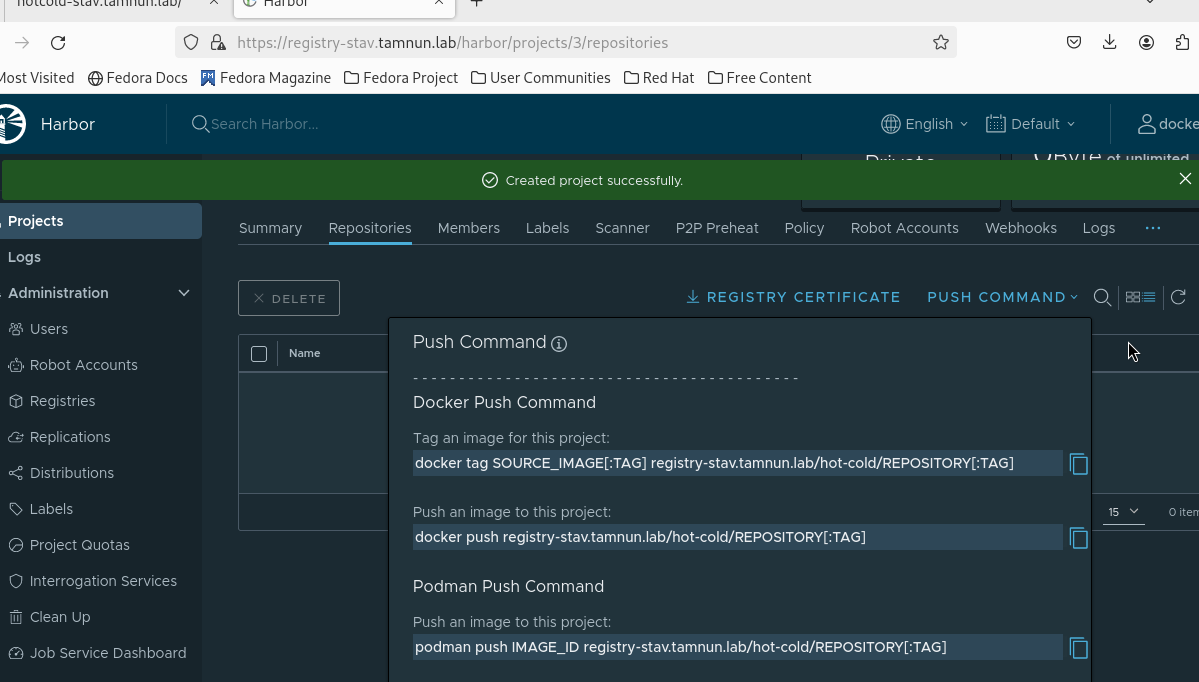 hotcold-stav.tamnun.lab/
Harbor
https://registry-stav.tamnun.lab/harbor/projects/3/repositories
Most Visited
Fedora Docs
FM
Fedora Magazine
Fedora Project
User Communities
Red Hat
Free Content
Harbor
Search Harbor...
English
Default
docke
Private
0Byte of unlimited
Created project successfully.
Projects
Logs
Administration
Users
Robot Accounts
Registries
Replications
Distributions
Labels
Project Quotas
Interrogation Services
Clean Up
Job Service Dashboard
Summary
Repositories
Members
Labels
Scanner
P2P Preheat
Policy
Robot Accounts
Webhooks
Logs
DELETE
REGISTRY CERTIFICATE
PUSH COMMAND
Name
Push Command
- - - - - - - - - - - - - - - - - - - - - - - - - - - - - - - - - - - - - - - - - -
Docker Push Command
Tag an image for this project:
docker tag SOURCE_IMAGE[:TAG] registry-stav.tamnun.lab/hot-cold/REPOSITORY[:TAG]
Push an image to this project:
docker push registry-stav.tamnun.lab/hot-cold/REPOSITORY[:TAG]
Podman Push Command
Push an image to this project:
podman push IMAGE_ID registry-stav.tamnun.lab/hot-cold/REPOSITORY[:TAG]
15
0 item